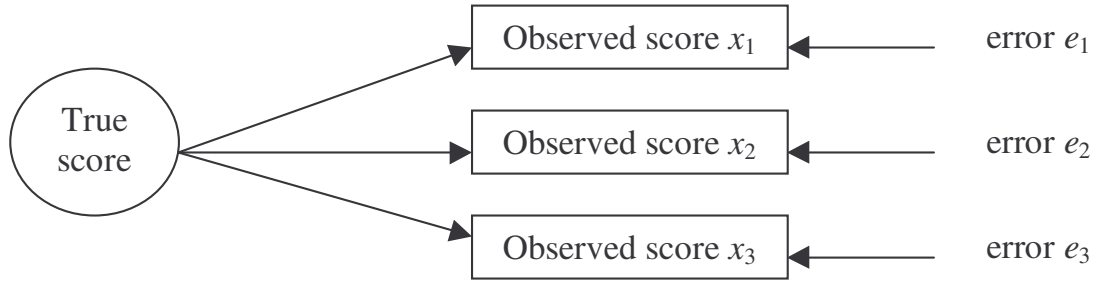 Observed score x₁
error e₁
True
score
Observed score x₂
error e₂
Observed score x₃
error e₃